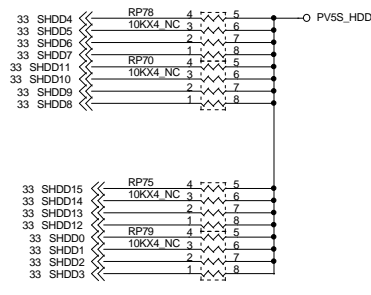 33 SHDD4 RP78 4 5 PV5S_HDD
33 SHDD5 10KX4_NC 3 6
33 SHDD6 2 7
33 SHDD7 1 8
33 SHDD11 RP70 4 5
33 SHDD10 10KX4_NC 3 6
33 SHDD9 2 7
33 SHDD8 1 8
33 SHDD15 RP75 4 5
33 SHDD14 10KX4_NC 3 6
33 SHDD13 2 7
33 SHDD12 1 8
33 SHDD0 RP79 4 5
33 SHDD1 10KX4_NC 3 6
33 SHDD2 2 7
33 SHDD3 1 8